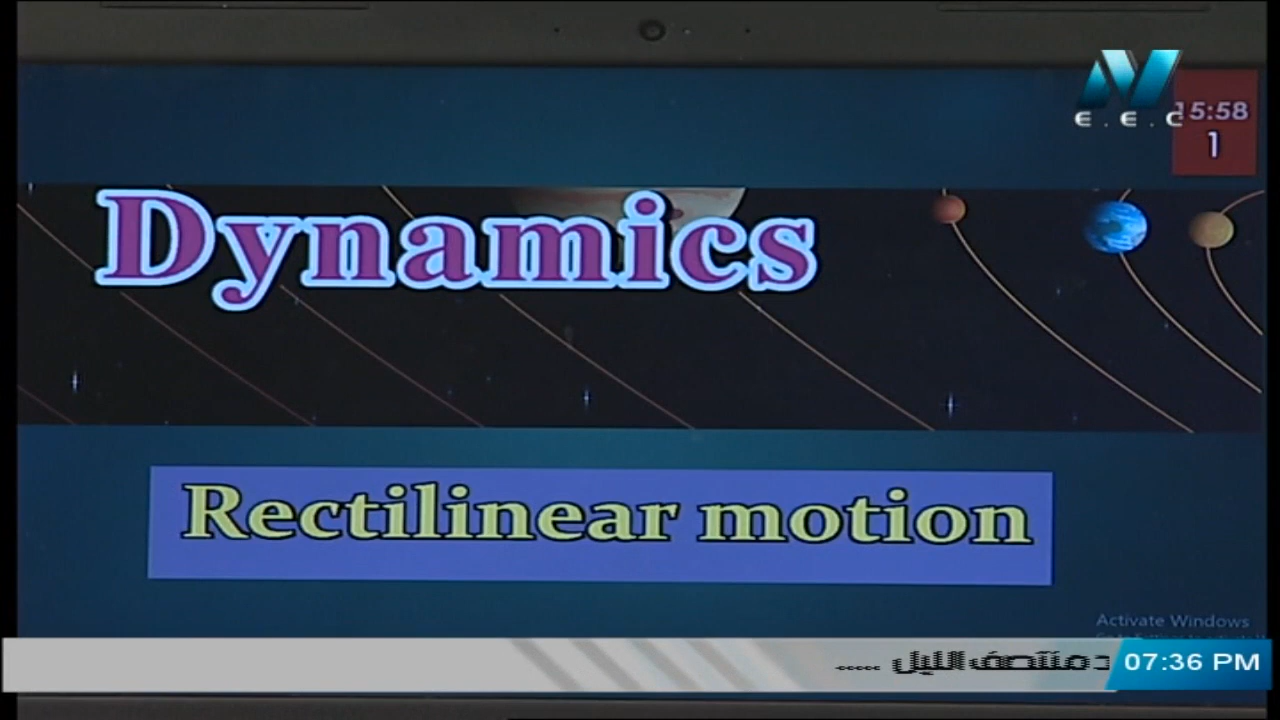 E.E.C
15:58
1
Dynamics
Rectilinear motion
Activate Windows
منتصف الليل .....
07:36 PM